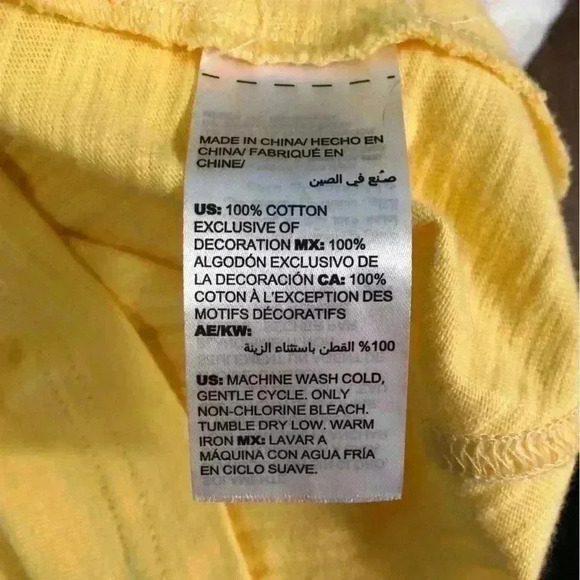 MADE IN CHINA/ HECHO EN
CHINA/ FABRIQUÉ EN
CHINE/
صنع في الصين
US: 100% COTTON
EXCLUSIVE OF
DECORATION MX: 100%
ALGODÓN EXCLUSIVO DE
LA DECORACIÓN CA: 100%
COTON À L'EXCEPTION DES
MOTIFS DÉCORATIFS
AE/KW:
100% القطن باستثناء الزينة
US: MACHINE WASH COLD,
GENTLE CYCLE. ONLY
NON-CHLORINE BLEACH.
TUMBLE DRY LOW. WARM
IRON MX: LAVAR A
MÁQUINA CON AGUA FRÍA
EN CICLO SUAVE.